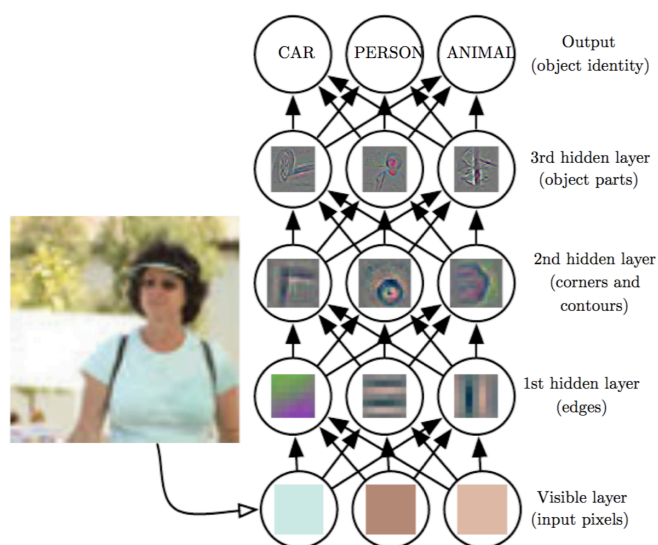 CAR PERSON ANIMAL
Output
(object identity)
3rd hidden layer
(object parts)
2nd hidden layer
(corners and
contours)
1st hidden layer
(edges)
Visible layer
(input pixels)